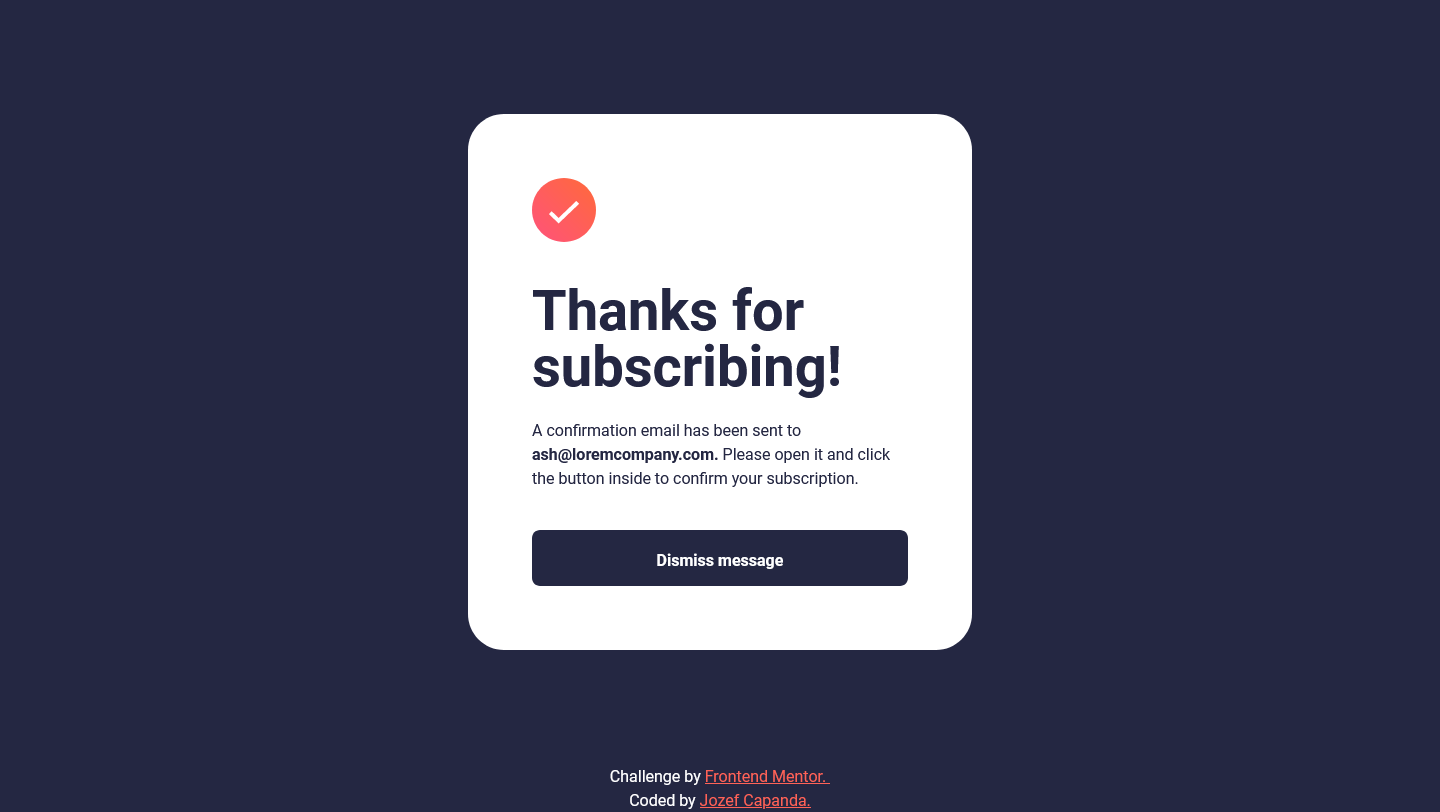 Thanks for
subscribing!
A confirmation email has been sent to
ash@loremcompany.com. Please open it and click
the button inside to confirm your subscription.
Dismiss message
Challenge by Frontend Mentor.
Coded by Jozef Capanda.